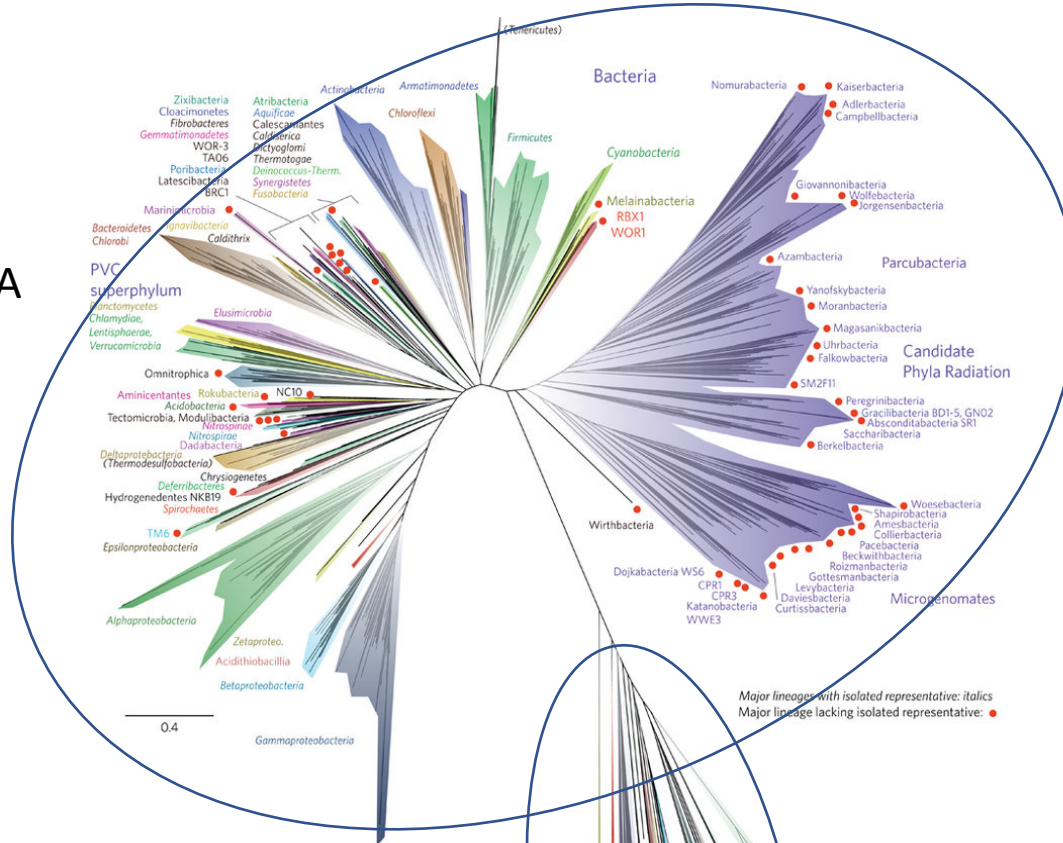 (Tenericutes)
Bacteria
Nomurabacteria
Kaiserbacteria
Adlerbacteria
Campbellbacteria
Armatimonadetes
Actinobacteria
Zixibacteria
Cloacimonetes
Fibrobacteres
Gemmatimonadetes
WOR-3
TA06
Poribacteria
Latescibacteria
BRC1
Atribacteria
Aquificae
Calescamantes
Caldiserica
Dictyoglomi
Thermotogae
Deinococcus-Therm.
Synergistetes
Fusobacteria
Chloroflexi
Firmicutes
Cyanobacteria
Melainabacteria
RBX1
WOR1
Giovannonibacteria
Wolfebacteria
Jorgensenbacteria
Marinimicrobia
Ignavibacteria
Bacteroidetes
Chlorobi
Caldithrix
A
PVC
superphylum
Planctomycetes
Chlamydiae,
Lentisphaerae,
Verrucomicrobia
Elusimicrobia
Azambacteria
Parcubacteria
Yanofskybacteria
Moranbacteria
Magasanikbacteria
Uhrbacteria
Falkowbacteria
Candidate
Phyla Radiation
SM2F11
Omnitrophica
Aminicentantes
Rokubacteria
NC10
Acidobacteria
Tectomicrobia, Modulibacteria
Nitrospinae
Nitrospirae
Dadabacteria
Deltaproteobacteria
(Thermodesulfobacteria)
Chrysiogenetes
Deferribacteres
Hydrogenedentes NKB19
Spirochaetes
TM6
Epsilonproteobacteria
Peregrinibacteria
Gracilibacteria BD1-5, GN02
Absconditabacteria SR1
Saccharibacteria
Berkelbacteria
Wirthbacteria
Woesebacteria
Shapirobacteria
Amesbacteria
Collierbacteria
Pacebacteria
Beckwithbacteria
Roizmanbacteria
Gottesmanbacteria
Levybacteria
Daviesbacteria
Curtissbacteria
Microgenomates
Dojkabacteria WS6
CPR1
CPR3
Katanobacteria
WWE3
Alphaproteobacteria
Zetaproteo.
Acidithiobacillia
Betaproteobacteria
Gammaproteobacteria
0.4
Major lineages with isolated representative: italics
Major lineage lacking isolated representative: